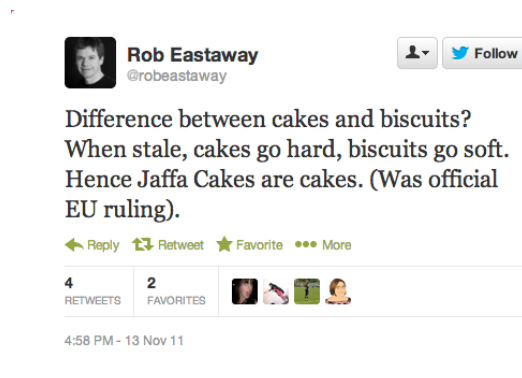 Rob Eastaway
@robeastaway
Follow
Difference between cakes and biscuits?
When stale, cakes go hard, biscuits go soft.
Hence Jaffa Cakes are cakes. (Was official
EU ruling).
Reply Retweet Favorite More
4 2
RETWEETS FAVORITES
4:58 PM - 13 Nov 11